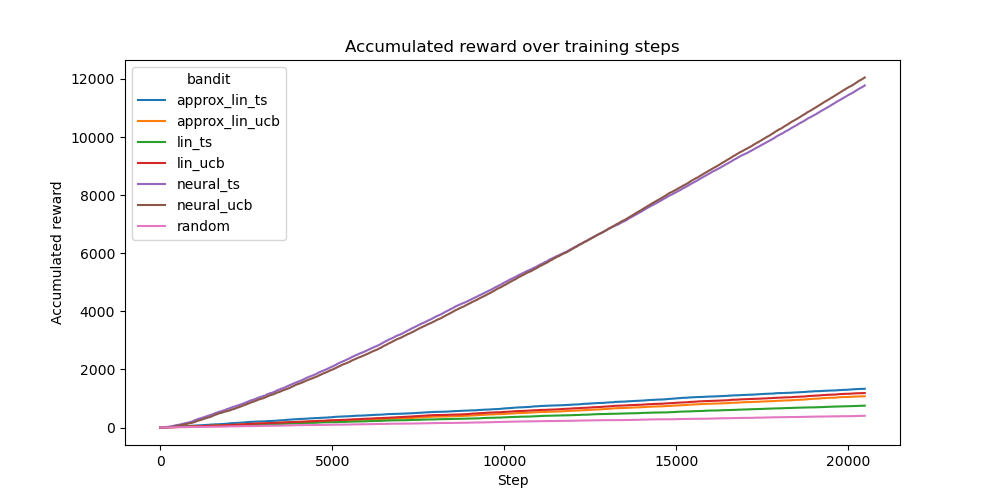 Accumulated reward over training steps
12000
10000
8000
6000
4000
2000
0
Accumulated reward
bandit
approx_lin_ts
approx_lin_ucb
lin_ts
lin_ucb
neural_ts
neural_ucb
random
0
5000
10000
15000
20000
Step